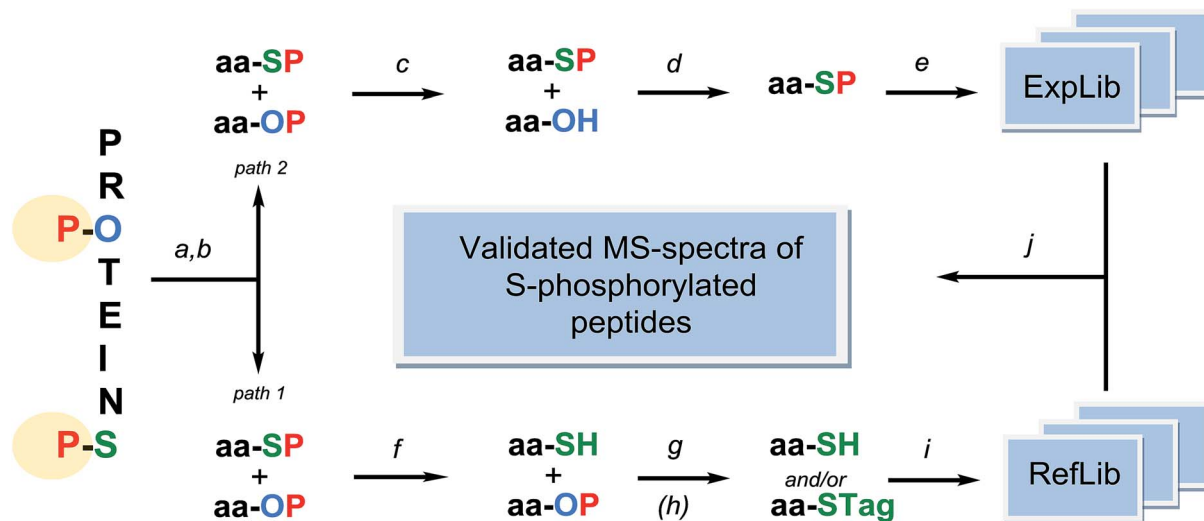 aa-SP
+
aa-OP
c
aa-SP
+
aa-OH
d
aa-SP
e
ExpLib
path 2
PROTEINS
P-O
P-S
a,b
Validated MS-spectra of
S-phosphorylated
peptides
j
path 1
aa-SP
+
aa-OP
f
aa-SH
+
aa-OP
g
(h)
aa-SH
and/or
aa-STag
i
RefLib